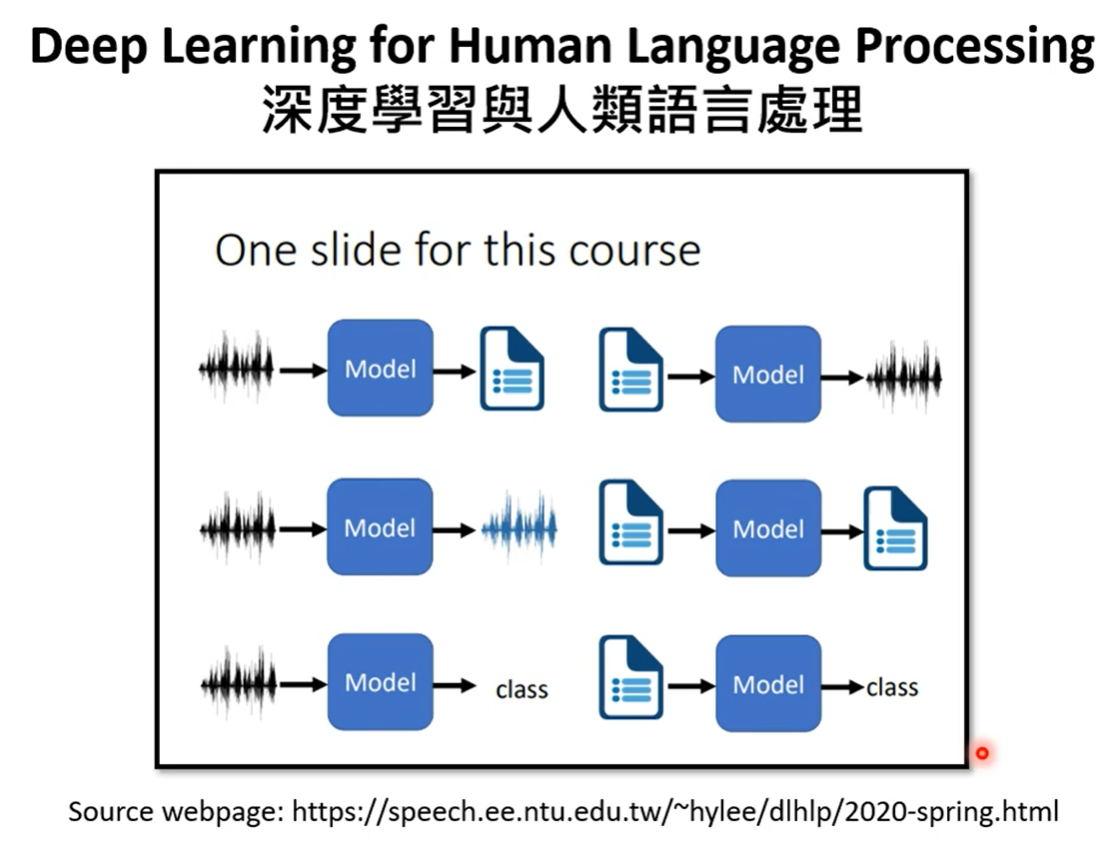 Deep Learning for Human Language Processing
深度學習與人類語言處理
One slide for this course
Model
Model
Model
Model
Model
class
Model
class
Source webpage: https://speech.ee.ntu.edu.tw/~hylee/dlhlp/2020-spring.html